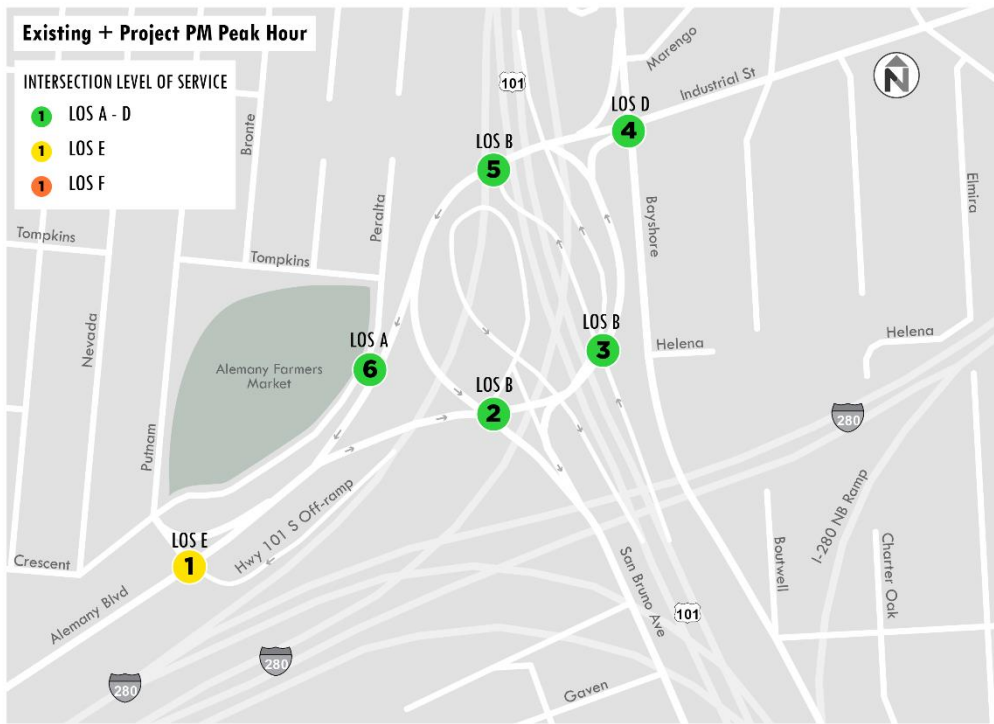 Existing + Project PM Peak Hour
INTERSECTION LEVEL OF SERVICE
1 LOS A - D
1 LOS E
1 LOS F
Bronte
Peralta
Tompkins
Tompkins
Nevada
Putnam
Alemany Farmers
Market
Crescent
Alemany Blvd
Hwy 101 S Off-ramp
LOS E
1
LOS A
6
LOS B
5
LOS B
2
LOS B
3
LOS D
4
101
Marengo
Industrial St
N
Bayshore
Elmira
Helena
Helena
280
I-280 NB Ramp
Boutwell
Charter Oak
San Bruno Ave
101
Gaven
280
280